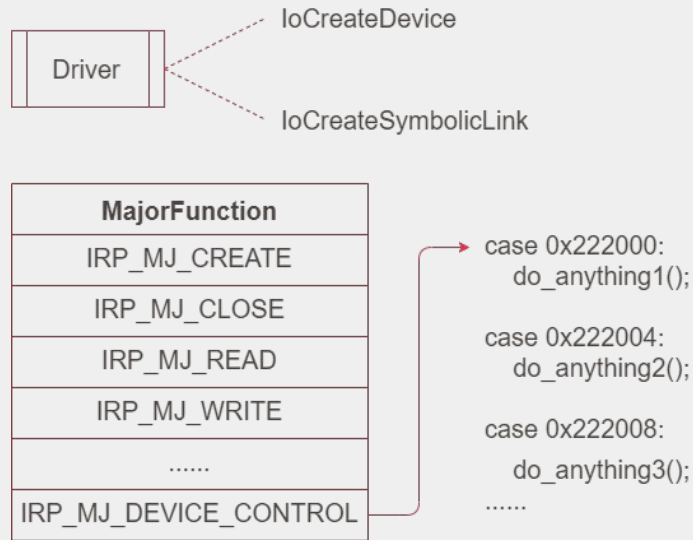 IoCreateDevice
Driver
IoCreateSymbolicLink
MajorFunction
IRP_MJ_CREATE
IRP_MJ_CLOSE
IRP_MJ_READ
IRP_MJ_WRITE
......
IRP_MJ_DEVICE_CONTROL
case 0x222000:
do_anything1();
case 0x222004:
do_anything2();
case 0x222008:
do_anything3();
......